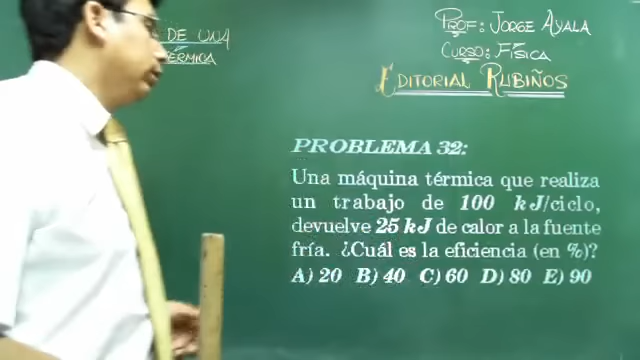 DE UNA
TÉRMICA
PROF: JORGE AYALA
CURSO: FÍSICA
EDITORIAL RUBIÑOS
PROBLEMA 32:
Una máquina térmica que realiza
un trabajo de 100 kJ/ciclo,
devuelve 25 kJ de calor a la fuente
fría. ¿Cuál es la eficiencia (en %)?
A) 20 B) 40 C) 60 D) 80 E) 90